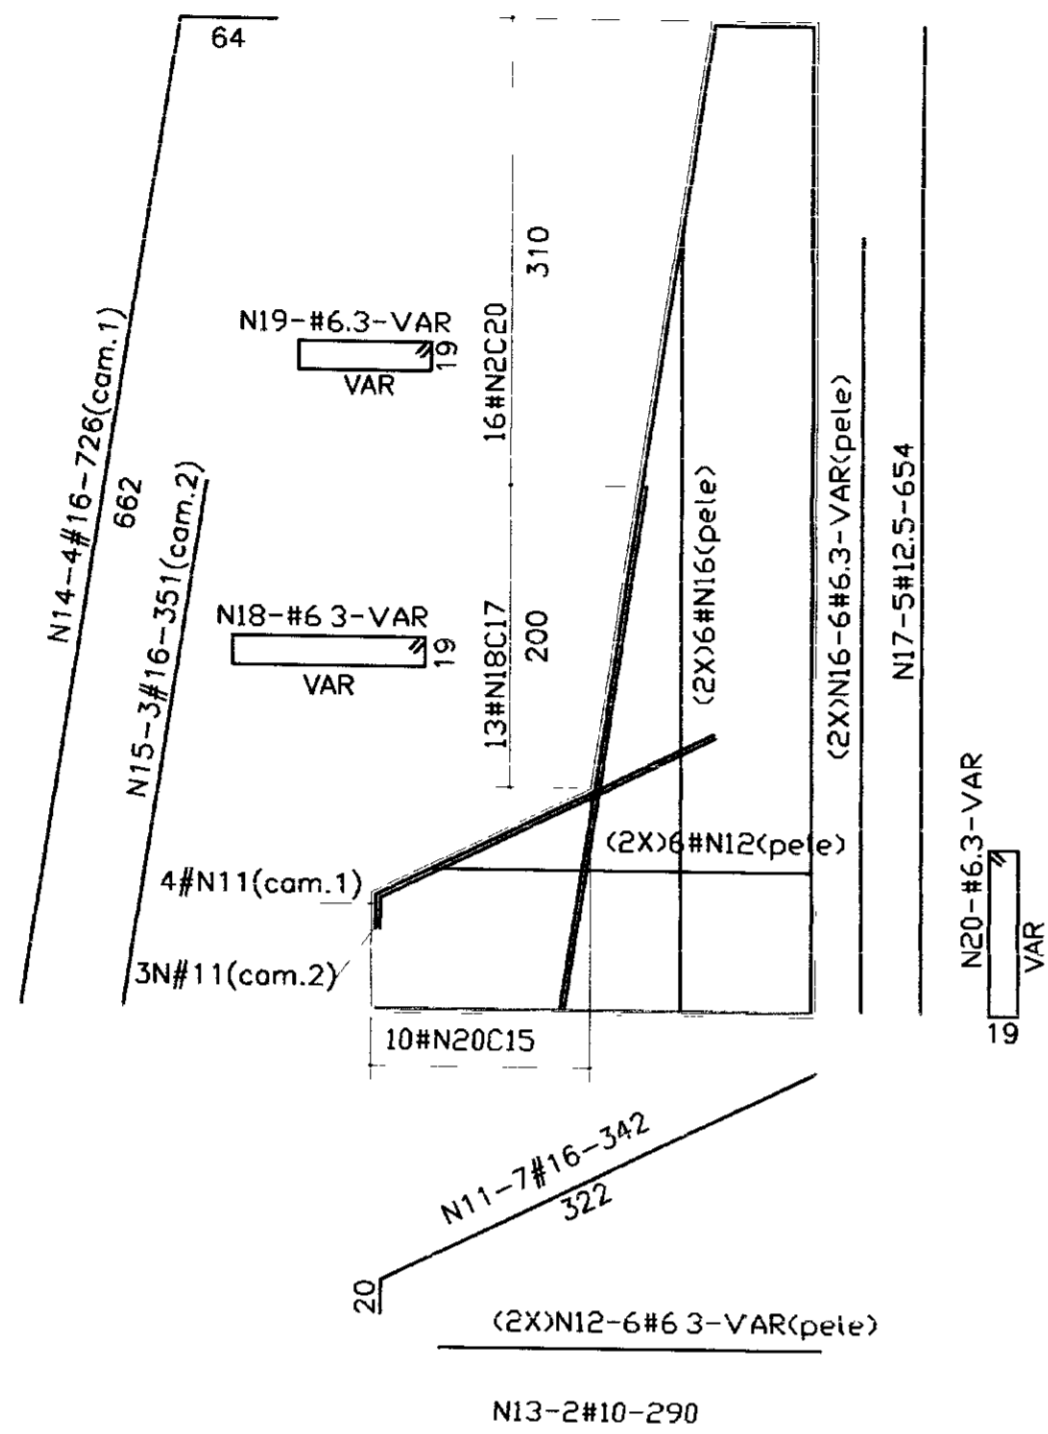 64
N14-4#16-726(cam.1)
662
N15-3#16-351(cam.2)
N19-#6.3-VAR
19
VAR
N18-#6 3-VAR
19
VAR
310
16#N2C20
200
13#N18C17
(2X)6#N16(pele)
(2X)N16-6#6.3-VAR(pele)
N17-5#12.5-654
(2X)6#N12(pele)
4#N11(cam.1)
3N#11(cam.2)
10#N20C15
N20-#6.3-VAR
VAR
19
N11-7#16-342
322
20
(2X)N12-6#6 3-VAR(pele)
N13-2#10-290